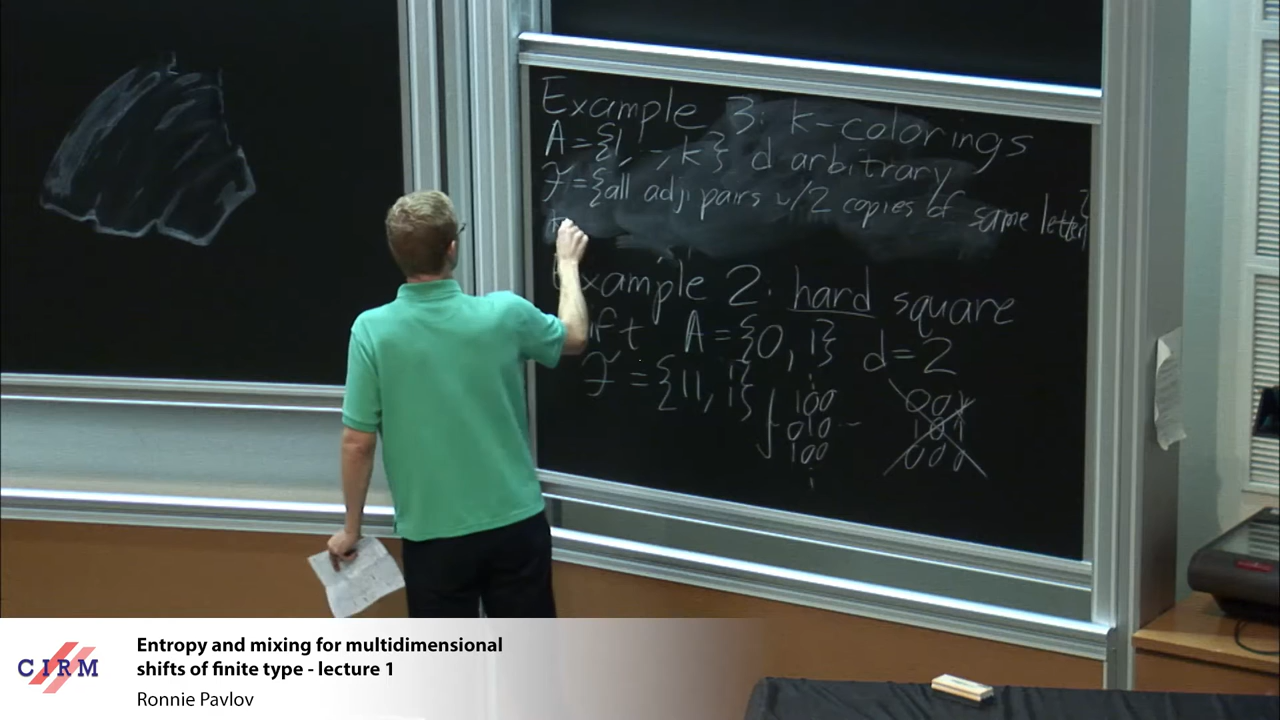 Example 3: k-colorings
A = {1, -, k} d arbitrary
F = {all adj. pairs w/2 copies of same letter}
Example 2: hard square
A = {0, 1} d = 2
F = {11, 1 1}
100
010
100
001
101
000
CIRM
Entropy and mixing for multidimensional
shifts of finite type - lecture 1
Ronnie Pavlov